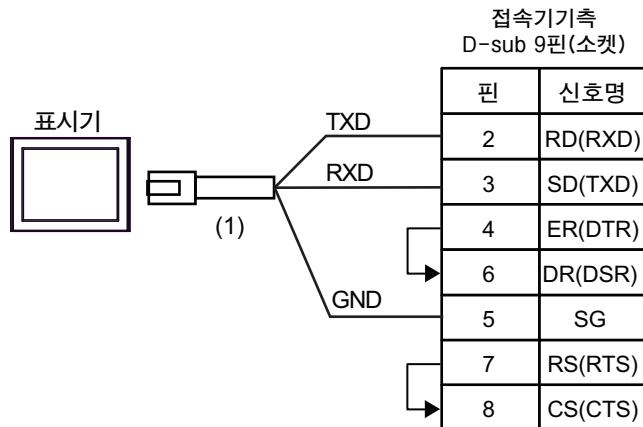 접속기기측
D-sub 9핀(소켓)
표시기
(1)
TXD
RXD
GND
핀 신호명
2 RD(RXD)
3 SD(TXD)
4 ER(DTR)
6 DR(DSR)
5 SG
7 RS(RTS)
8 CS(CTS)